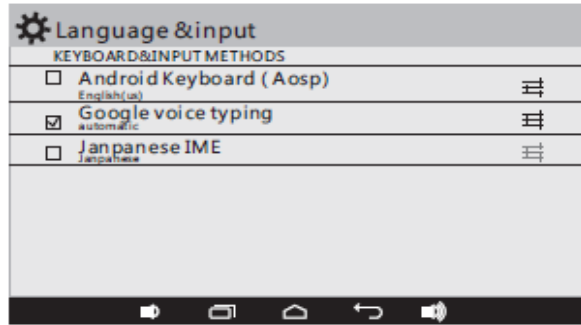 Language &input
KEYBOARD&INPUT METHODS
Android Keyboard ( Aosp)
English(us)
Google voice typing
automatic
Janpanese IME
Janpanese